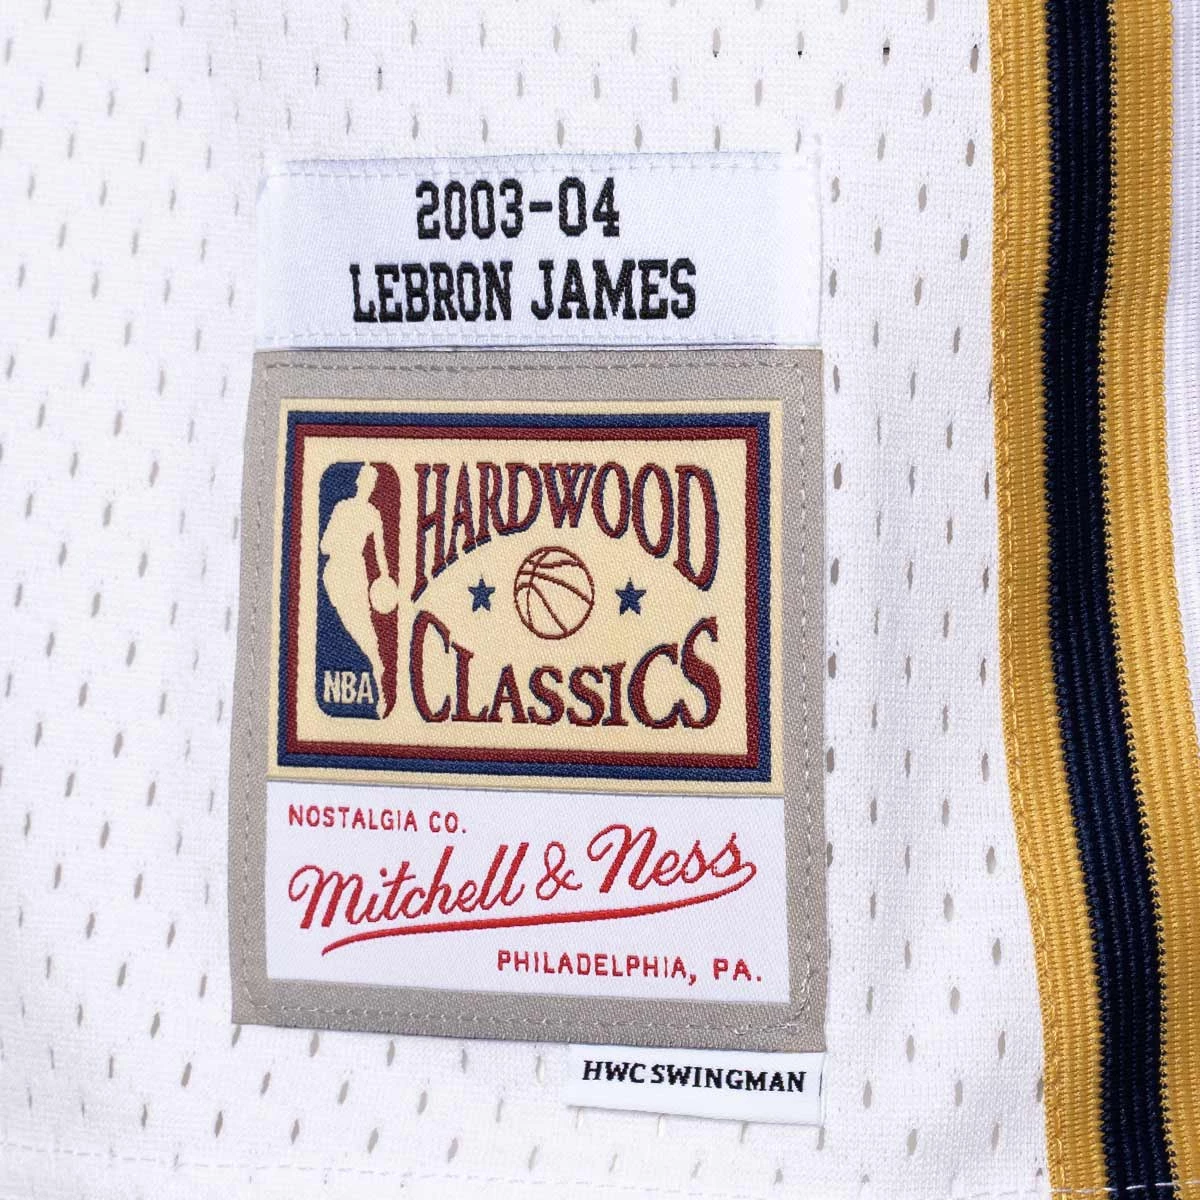 2003-04
LEBRON JAMES
HARDWOOD
CLASSICS
NBA
NOSTALGIA CO.
Mitchell & Ness
PHILADELPHIA, PA.
HWC SWINGMAN